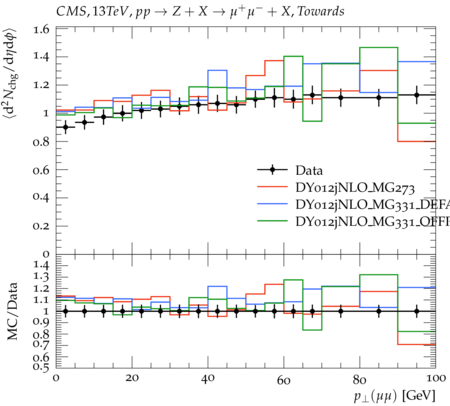 CMS, 13TeV, pp → Z + X → μ⁺μ⁻ + X, Towards
⟨d²N_chg/dηdϕ⟩
1.6
1.4
1.2
1
0.8
0.6
0.4
0.2
0
Data
DY012jNLO_MG273
DY012jNLO_MG331_DEFA
DY012jNLO_MG331_OFFI
MC/Data
1.4
1.3
1.2
1.1
1
0.9
0.8
0.7
0.6
0.5
0 20 40 60 80 100
p⊥(μμ) [GeV]